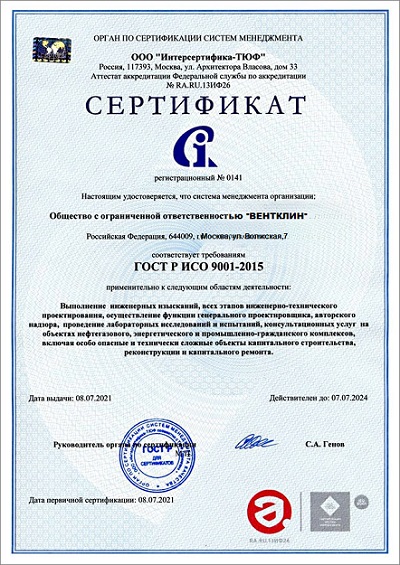 ОРГАН ПО СЕРТИФИКАЦИИ СИСТЕМ МЕНЕДЖМЕНТА
ООО "Интерсертифика-ТЮФ"
Россия, 117393, Москва, ул. Архитектора Власова, дом 33
Аттестат аккредитации Федеральной службы по аккредитации
№ RA.RU.13ИФ26
СЕРТИФИКАТ
регистрационный № 0141
Настоящим удостоверяется, что система менеджмента организации:
Общество с ограниченной ответственностью "ВЕНТКЛИН"
Российская Федерация, 644009, Москва, ул. Волжская,7
соответствует требованиям
ГОСТ Р ИСО 9001-2015
применительно к следующим областям деятельности:
Выполнение инженерных изысканий, всех этапов инженерно-технического
проектирования, осуществление функции генерального проектировщика, авторского
надзора, проведение лабораторных исследований и испытаний, консультационных услуг на
объектах нефтегазового, энергетического и промышленно-гражданского комплексов,
включая особо опасные и технически сложные объекты капитального строительства,
реконструкции и капитального ремонта.
Дата выдачи: 08.07.2021
Действителен до: 07.07.2024
Руководитель органа по сертификации
С.А. Генов
ГОСТ Р
ДЛЯ
СЕРТИФИКАТОВ
Дата первичной сертификации: 08.07.2021
RA.RU.13ИФ26